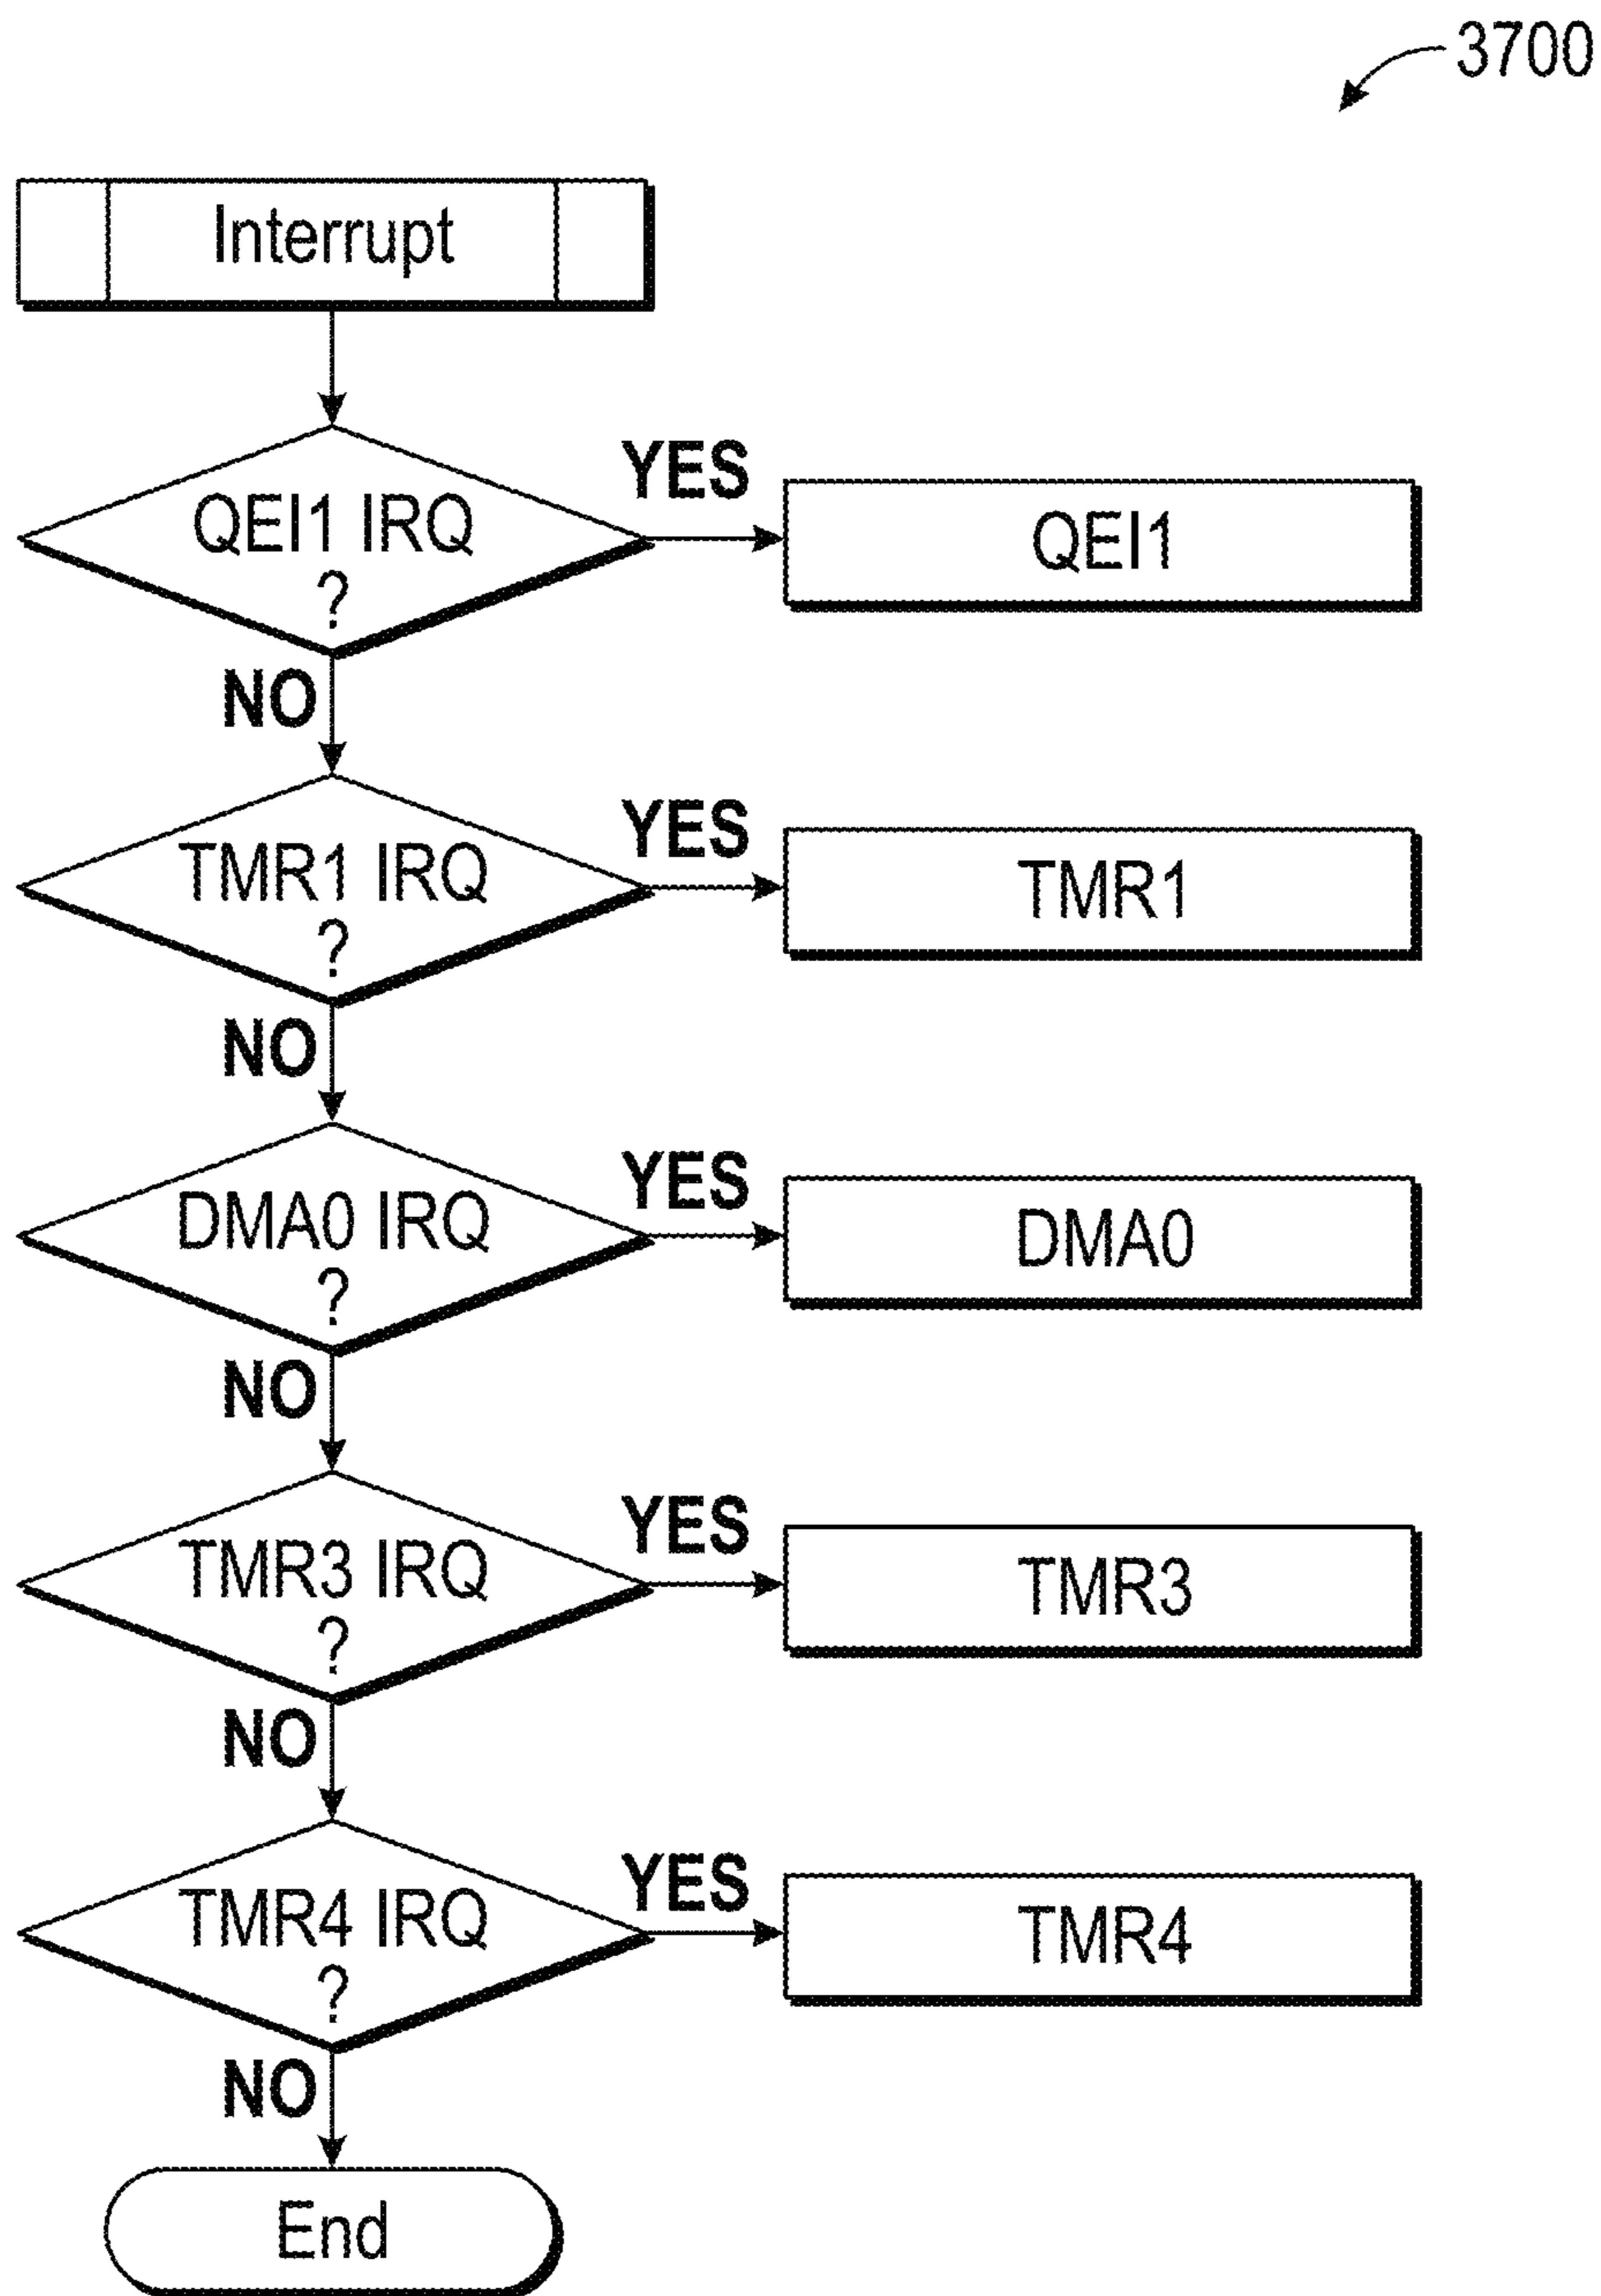 3700
Interrupt
QEI1 IRQ
?
YES
QEI1
NO
TMR1 IRQ
?
YES
TMR1
NO
DMA0 IRQ
?
YES
DMA0
NO
TMR3 IRQ
?
YES
TMR3
NO
TMR4 IRQ
?
YES
TMR4
NO
End